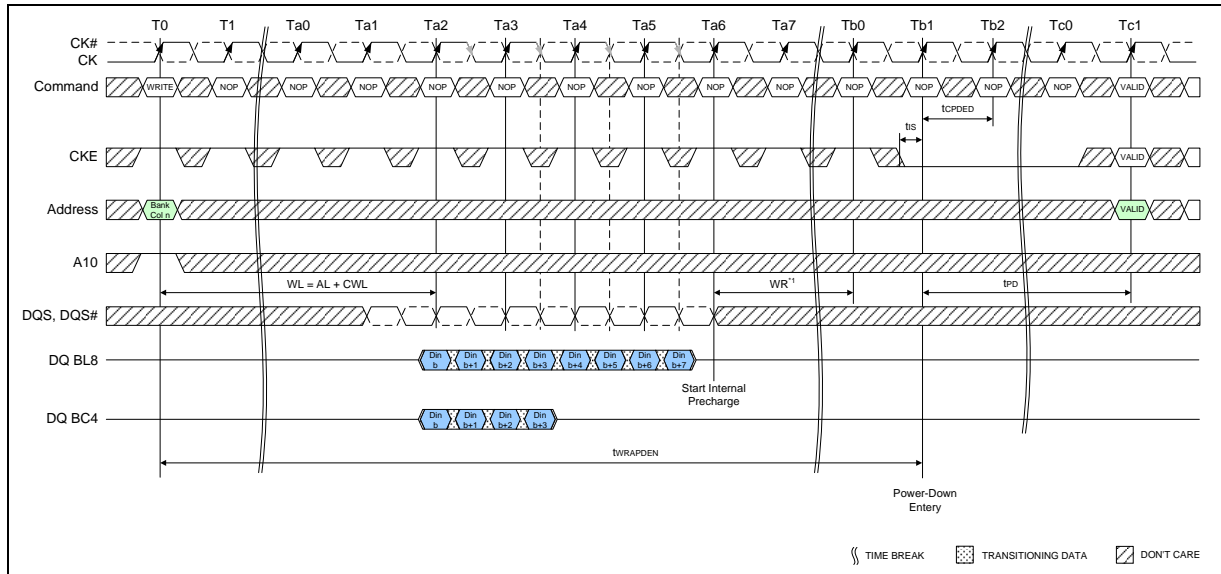 T0 T1 Ta0 Ta1 Ta2 Ta3 Ta4 Ta5 Ta6 Ta7 Tb0 Tb1 Tb2 Tc0 Tc1
CK#
CK
Command WRITE NOP NOP NOP NOP NOP NOP NOP NOP NOP NOP NOP NOP NOP VALID
tCPDED
tIS
CKE VALID
Address Bank Col n VALID
A10
WL = AL + CWL WR*1 tPD
DQS, DQS#
DQ BL8 Din b Din b+1 Din b+2 Din b+3 Din b+4 Din b+5 Din b+6 Din b+7
Start Internal
Precharge
DQ BC4 Din b Din b+1 Din b+2 Din b+3
tWRAPDEN
Power-Down
Entery
TIME BREAK TRANSITIONING DATA DON'T CARE